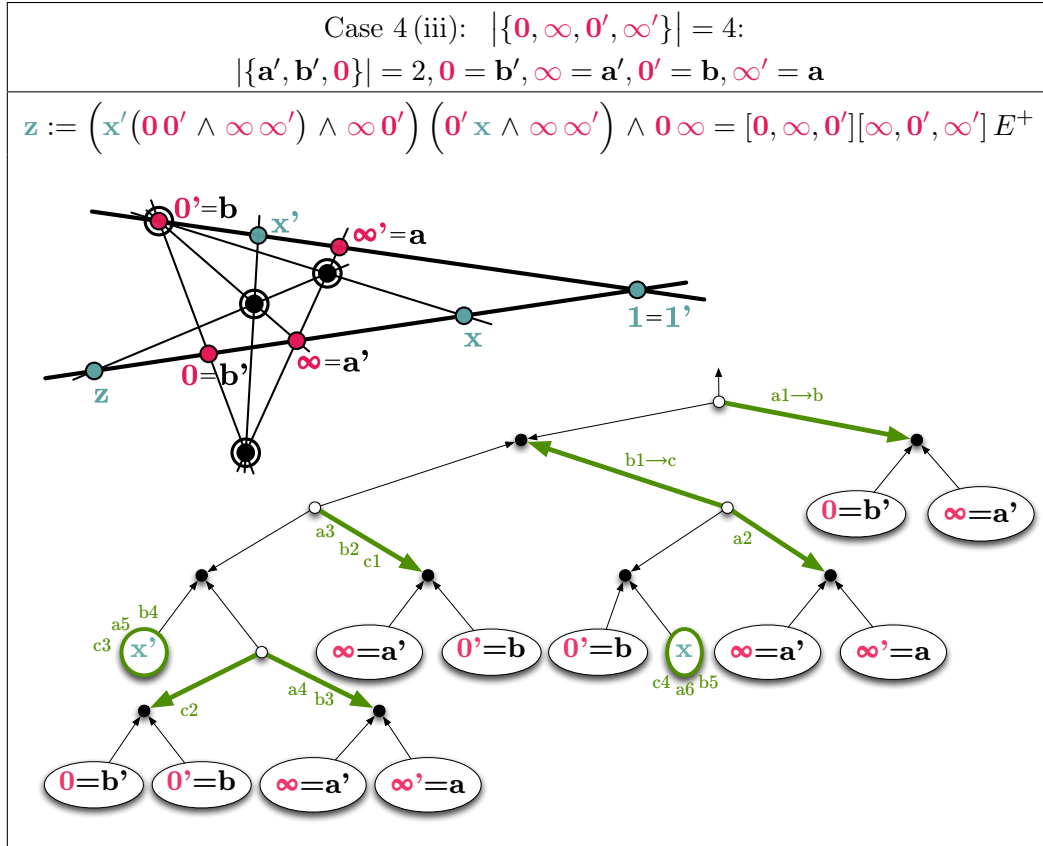 Case 4 (iii): |{0, ∞, 0′, ∞′}| = 4:
|{a′, b′, 0}| = 2, 0 = b′, ∞ = a′, 0′ = b, ∞′ = a
z := (x′(0 0′ ∧ ∞ ∞′) ∧ ∞ 0′) (0′ x ∧ ∞ ∞′) ∧ 0 ∞ = [0, ∞, 0′][∞, 0′, ∞′] E⁺
0'=b
x'
∞'=a
1=1'
x
0=b'
∞=a'
z
a1→b
b1→c
0=b'
∞=a'
a3
b2
c1
a2
a5
b4
c3
x'
∞=a'
0'=b
0'=b
x
∞=a'
∞'=a
c4
a6
b5
c2
a4
b3
0=b'
0'=b
∞=a'
∞'=a